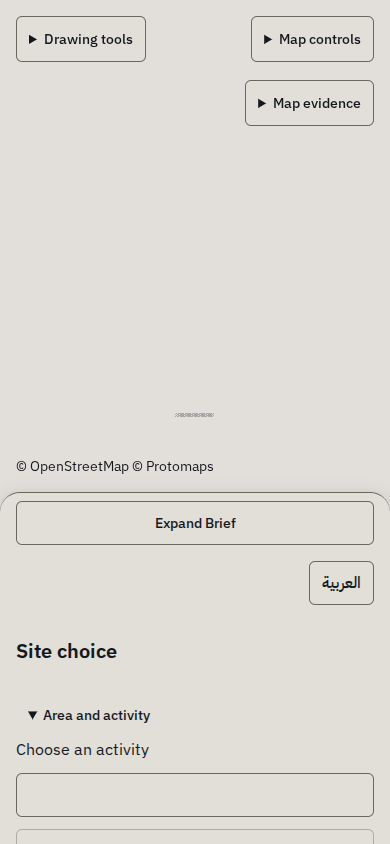 Drawing tools
Map controls
Map evidence
© OpenStreetMap © Protomaps
Expand Brief
العربية
Site choice
Area and activity
Choose an activity